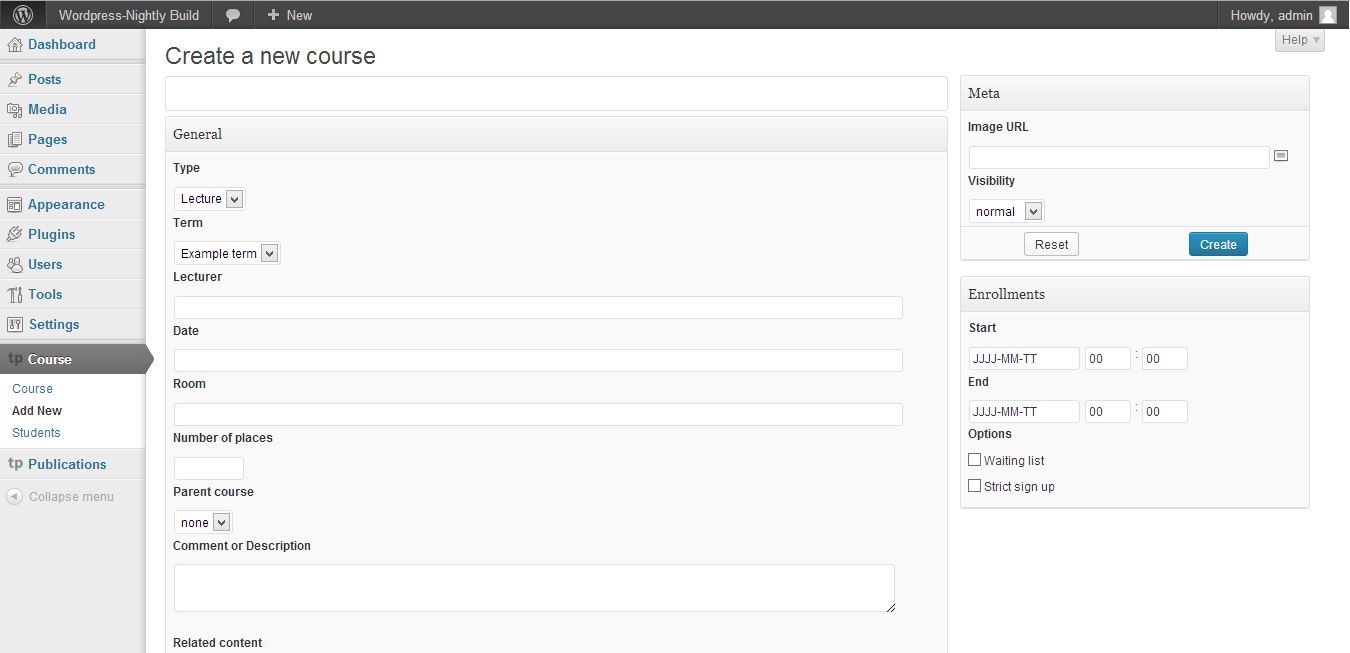 Wordpress-Nightly Build
+ New
Howdy, admin
Dashboard
Posts
Media
Pages
Comments
Appearance
Plugins
Users
Tools
Settings
tp Course
Course
Add New
Students
tp Publications
Collapse menu
Help
Create a new course
General
Type
Lecture
Term
Example term
Lecturer
Date
Room
Number of places
Parent course
none
Comment or Description
Related content
Meta
Image URL
Visibility
normal
Reset Create
Enrollments
Start
JJJJ-MM-TT 00 : 00
End
JJJJ-MM-TT 00 : 00
Options
Waiting list
Strict sign up